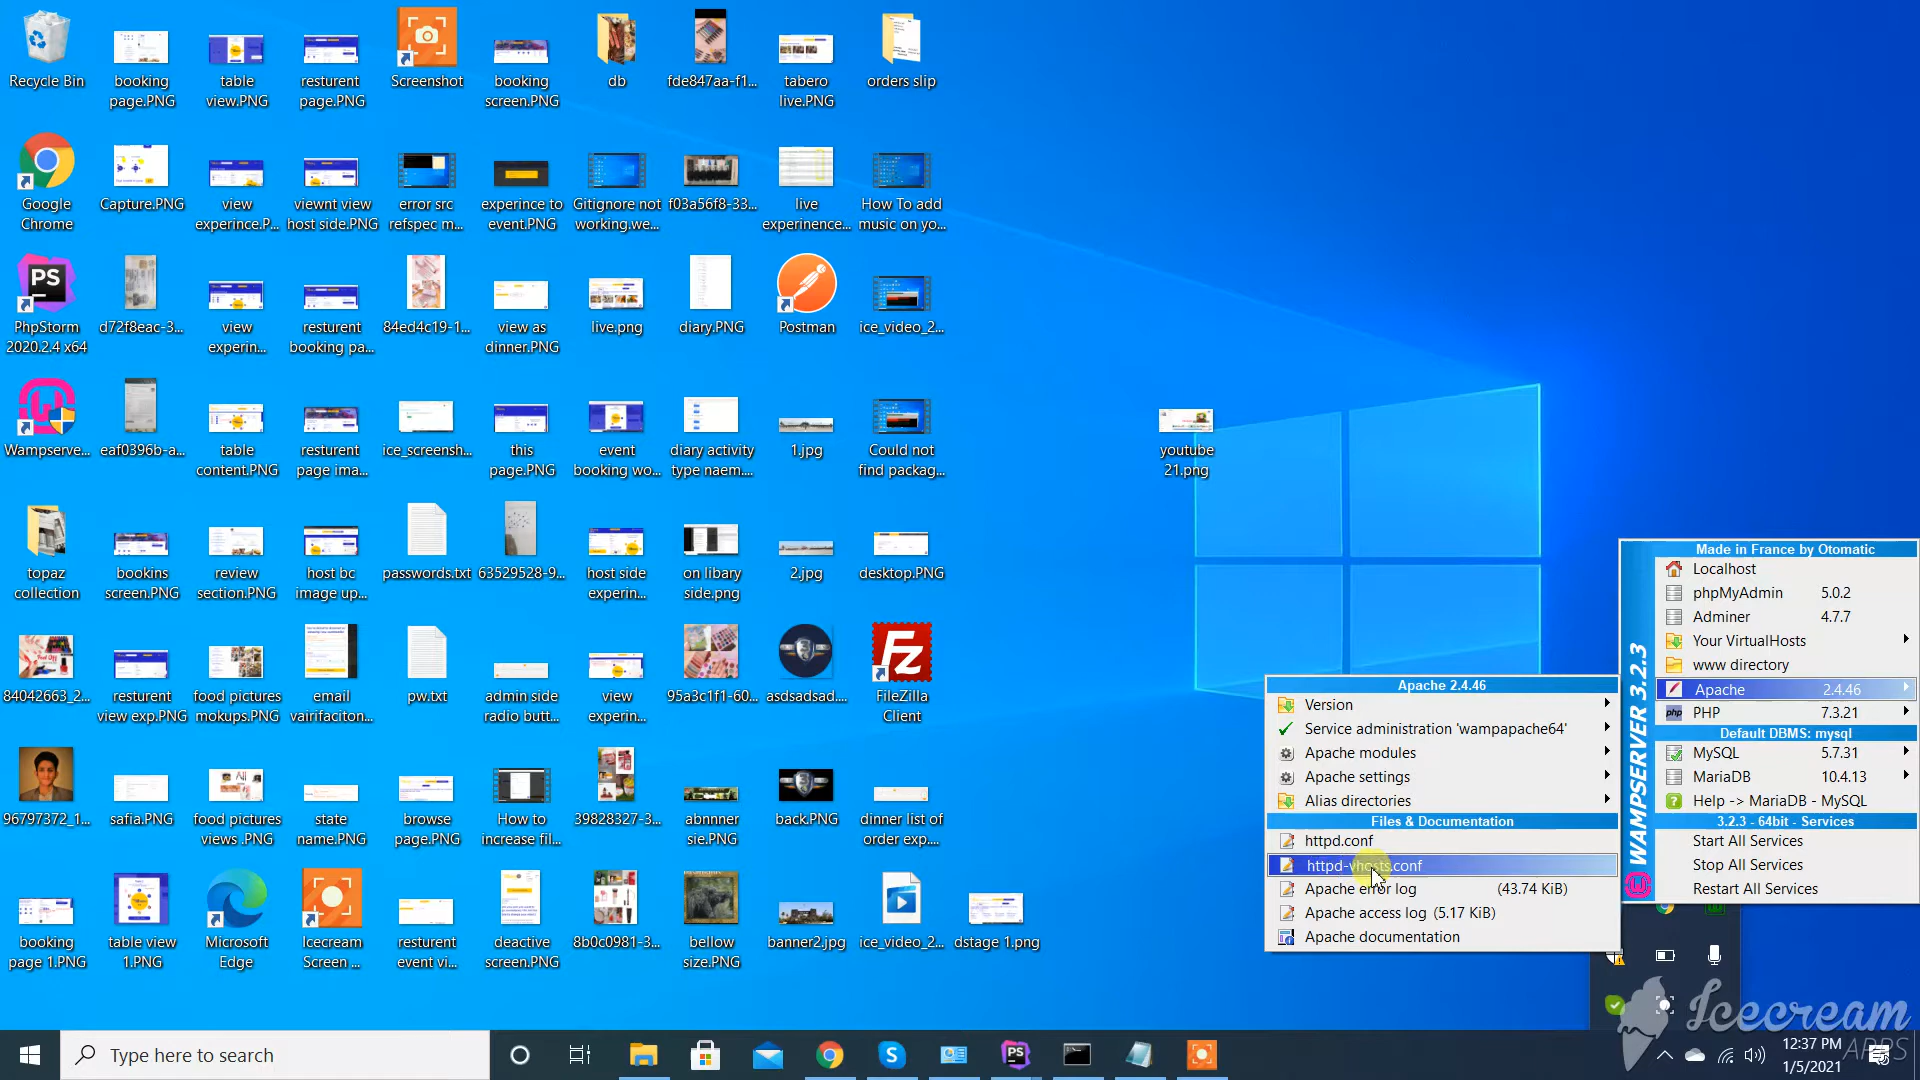 Recycle Bin
booking
page.PNG
table
view.PNG
resturent
page.PNG
Screenshot
booking
screen.PNG
db
fde847aa-f1...
tabero
live.PNG
orders slip
Google
Chrome
Capture.PNG
view
experince.P...
viewnt view
host side.PNG
error src
refspec m...
experince to
event.PNG
Gitignore not
working.we...
f03a56f8-33...
live
experinence...
How To add
music on yo...
PS
PhpStorm
2020.2.4 x64
d72f8eac-3...
view
experin...
resturent
booking pa...
84ed4c19-1...
view as
dinner.PNG
live.png
diary.PNG
Postman
ice_video_2...
Wampserve...
eaf0396b-a...
table
content.PNG
resturent
page ima...
ice_screensh...
this
page.PNG
event
booking wo...
diary activity
type naem....
1.jpg
Could not
find packag...
youtube
21.png
topaz
collection
bookins
screen.PNG
review
section.PNG
host bc
image up...
passwords.txt
63529528-9...
host side
experin...
on libary
side.png
2.jpg
desktop.PNG
84042663_2...
resturent
view exp.PNG
food pictures
mokups.PNG
email
vairifaciton...
pw.txt
admin side
radio butt...
view
experin...
95a3c1f1-60...
asdsadsad....
FileZilla
Client
96797372_1...
safia.PNG
food pictures
views .PNG
state
name.PNG
browse
page.PNG
How to
increase fil...
39828327-3...
abnnner
sie.PNG
back.PNG
dinner list of
order exp....
booking
page 1.PNG
table view
1.PNG
Microsoft
Edge
Icecream
Screen ...
resturent
event vi...
deactive
screen.PNG
8b0c0981-3...
bellow
size.PNG
banner2.jpg
ice_video_2...
dstage 1.png
Apache 2.4.46
Version
Service administration 'wampapache64'
Apache modules
Apache settings
Alias directories
Files & Documentation
httpd.conf
httpd-vhosts.conf
Apache error log (43.74 KiB)
Apache access log (5.17 KiB)
Apache documentation
WAMPSERVER 3.2.3
Made in France by Otomatic
Localhost
phpMyAdmin 5.0.2
Adminer 4.7.7
Your VirtualHosts
www directory
Apache 2.4.46
php PHP 7.3.21
Default DBMS: mysql
MySQL 5.7.31
MariaDB 10.4.13
Help -> MariaDB - MySQL
3.2.3 - 64bit - Services
Start All Services
Stop All Services
Restart All Services
Icecream
APPS
Type here to search
PS
12:37 PM
1/5/2021